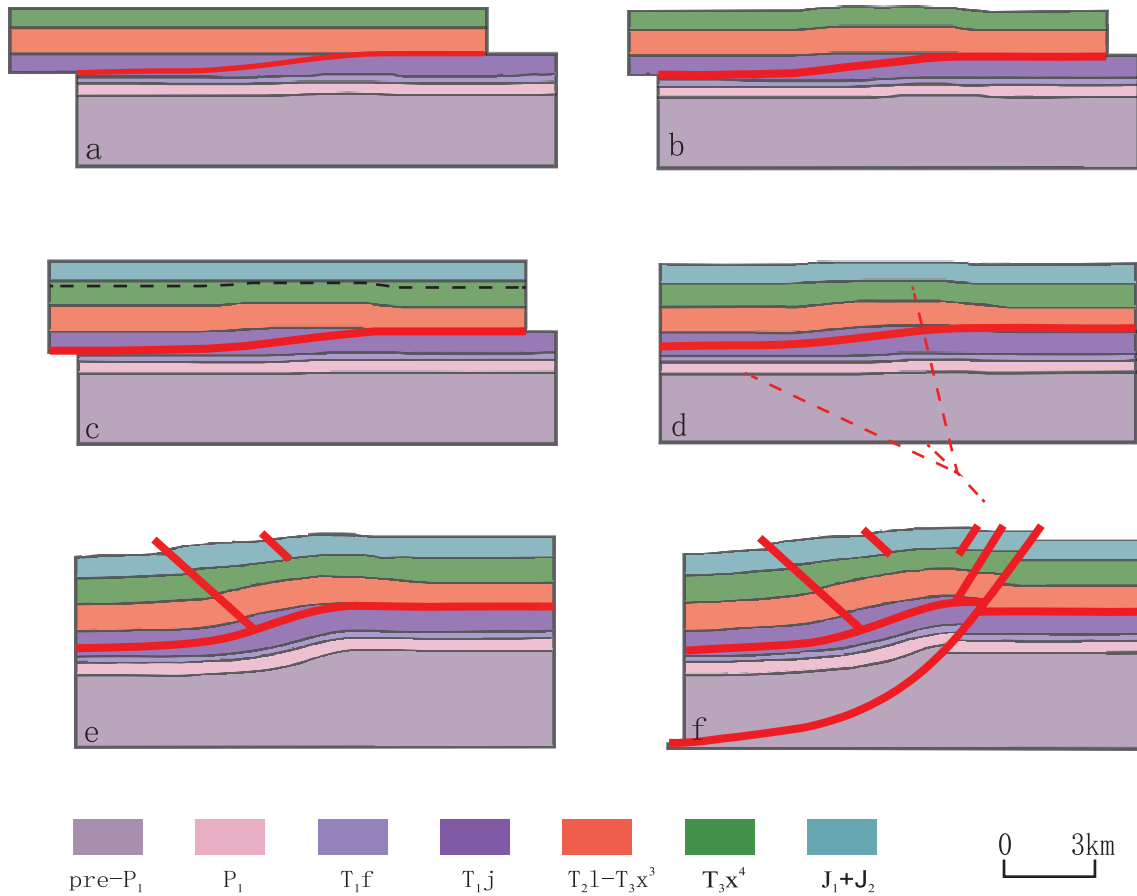 a
b
c
d
e
f
pre-P₁
P₁
T₁f
T₁j
T₂l-T₃x³
T₃x⁴
J₁+J₂
0 3km